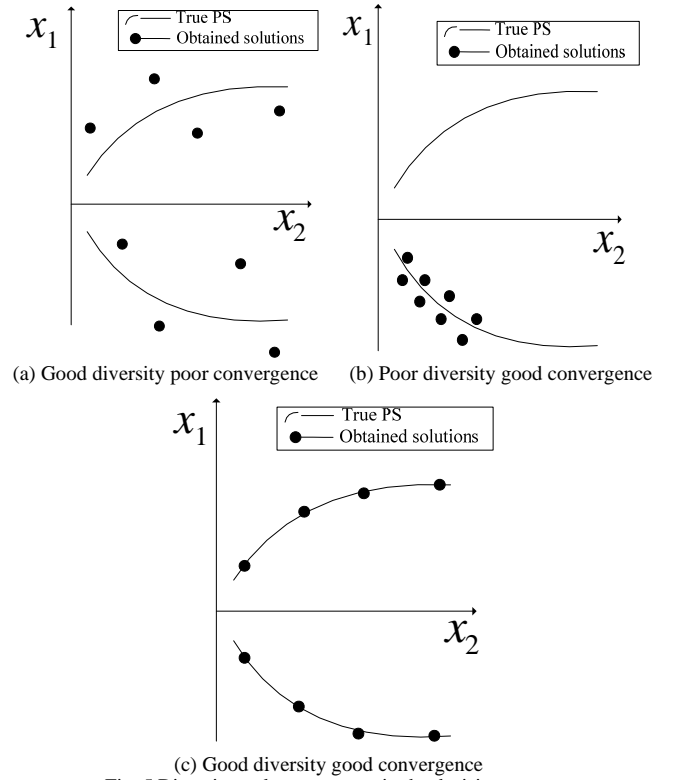 x1
True PS
Obtained solutions
x2
(a) Good diversity poor convergence
x1
True PS
Obtained solutions
x2
(b) Poor diversity good convergence
x1
True PS
Obtained solutions
x2
(c) Good diversity good convergence